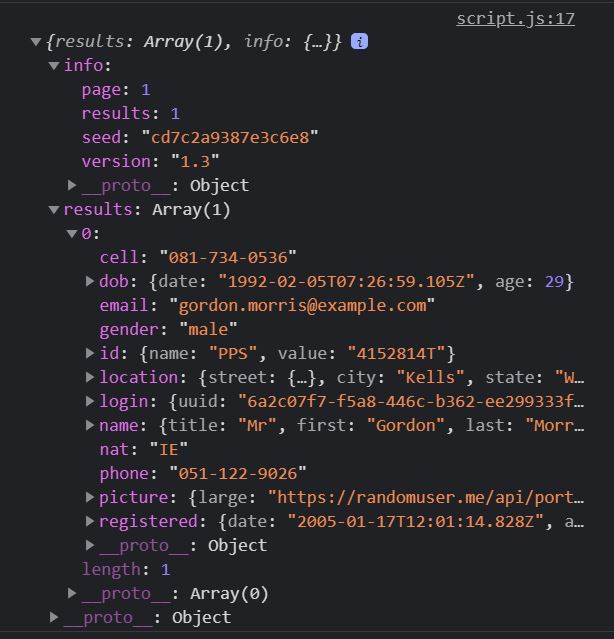 script.js:17
{results: Array(1), info: {…}} i
info:
page: 1
results: 1
seed: "cd7c2a9387e3c6e8"
version: "1.3"
__proto__: Object
results: Array(1)
0:
cell: "081-734-0536"
dob: {date: "1992-02-05T07:26:59.105Z", age: 29}
email: "gordon.morris@example.com"
gender: "male"
id: {name: "PPS", value: "4152814T"}
location: {street: {…}, city: "Kells", state: "W…
login: {uuid: "6a2c07f7-f5a8-446c-b362-ee299333f…
name: {title: "Mr", first: "Gordon", last: "Morr…
nat: "IE"
phone: "051-122-9026"
picture: {large: "https://randomuser.me/api/port…
registered: {date: "2005-01-17T12:01:14.828Z", a…
__proto__: Object
length: 1
__proto__: Array(0)
__proto__: Object